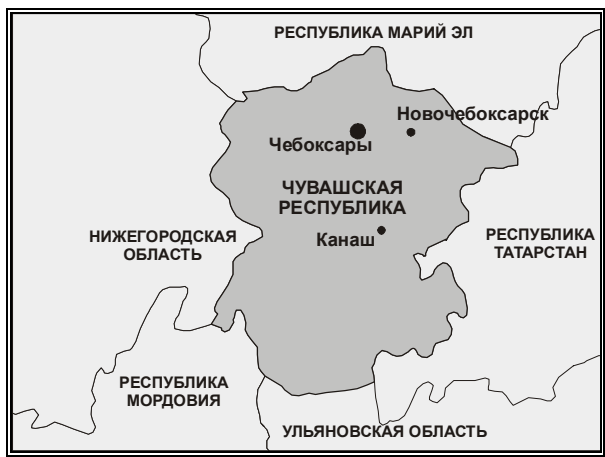 РЕСПУБЛИКА МАРИЙ ЭЛ
Новочебоксарск
Чебоксары
ЧУВАШСКАЯ
РЕСПУБЛИКА
Канаш
НИЖЕГОРОДСКАЯ
ОБЛАСТЬ
РЕСПУБЛИКА
ТАТАРСТАН
РЕСПУБЛИКА
МОРДОВИЯ
УЛЬЯНОВСКАЯ ОБЛАСТЬ